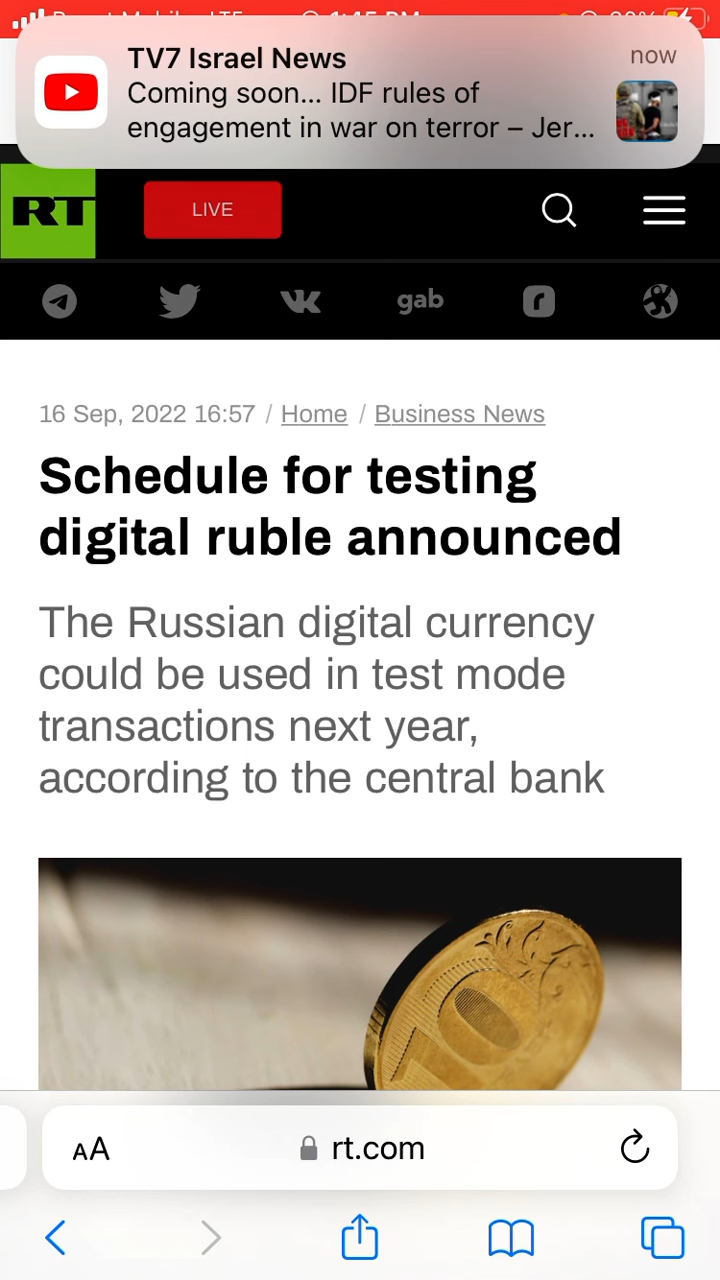 TV7 Israel News
now
Coming soon... IDF rules of
engagement in war on terror – Jer...
RT
LIVE
gab
16 Sep, 2022 16:57 / Home / Business News
Schedule for testing
digital ruble announced
The Russian digital currency
could be used in test mode
transactions next year,
according to the central bank
10
AA
rt.com